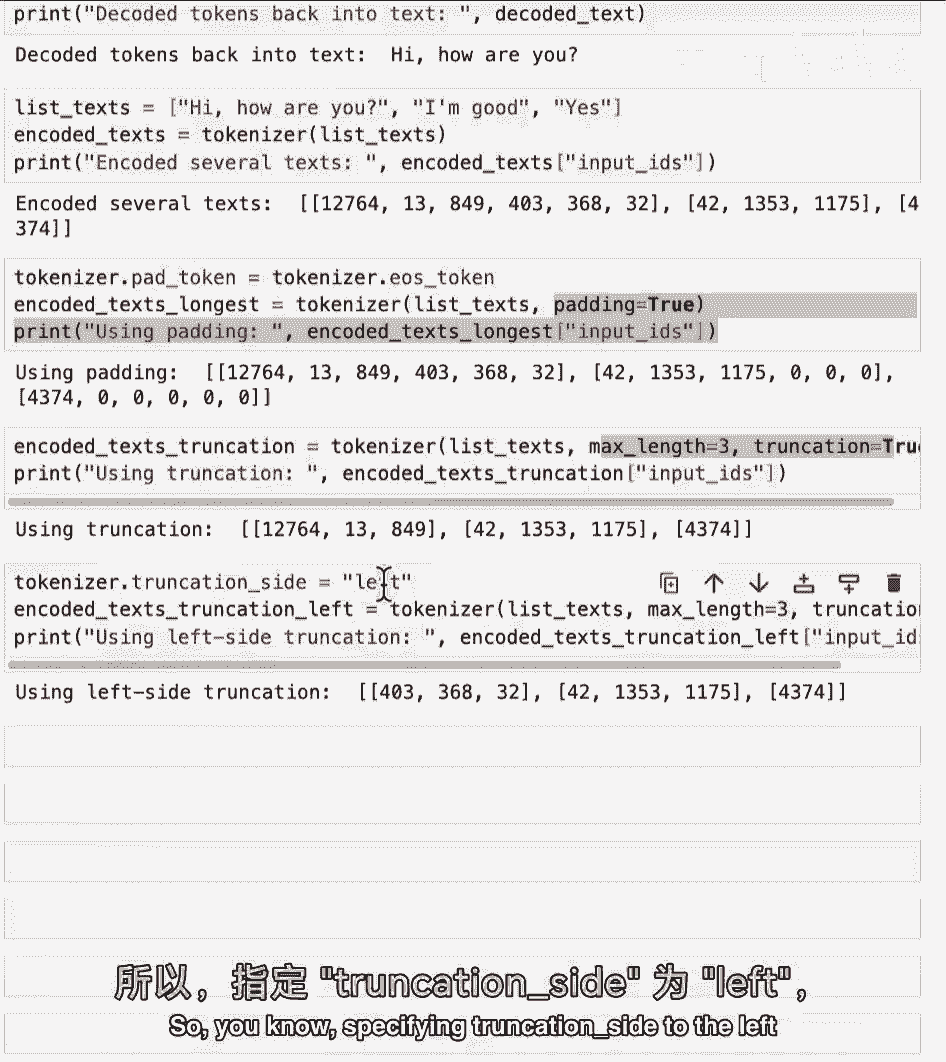 print("Decoded tokens back into text: ", decoded_text)
Decoded tokens back into text:  Hi, how are you?
list_texts = ["Hi, how are you?", "I'm good", "Yes"]
encoded_texts = tokenizer(list_texts)
print("Encoded several texts: ", encoded_texts["input_ids"])
Encoded several texts:  [[12764, 13, 849, 403, 368, 32], [42, 1353, 1175], [4
374]]
tokenizer.pad_token = tokenizer.eos_token
encoded_texts_longest = tokenizer(list_texts, padding=True)
print("Using padding: ", encoded_texts_longest["input_ids"])
Using padding:  [[12764, 13, 849, 403, 368, 32], [42, 1353, 1175, 0, 0, 0],
[4374, 0, 0, 0, 0, 0]]
encoded_texts_truncation = tokenizer(list_texts, max_length=3, truncation=Tru
print("Using truncation: ", encoded_texts_truncation["input_ids"])
Using truncation:  [[12764, 13, 849], [42, 1353, 1175], [4374]]
tokenizer.truncation_side = "left"
encoded_texts_truncation_left = tokenizer(list_texts, max_length=3, truncatio
print("Using left-side truncation: ", encoded_texts_truncation_left["input_id
Using left-side truncation:  [[403, 368, 32], [42, 1353, 1175], [4374]]
所以，指定 "truncation_side" 为 "left"，
So, you know, specifying truncation_side to the left